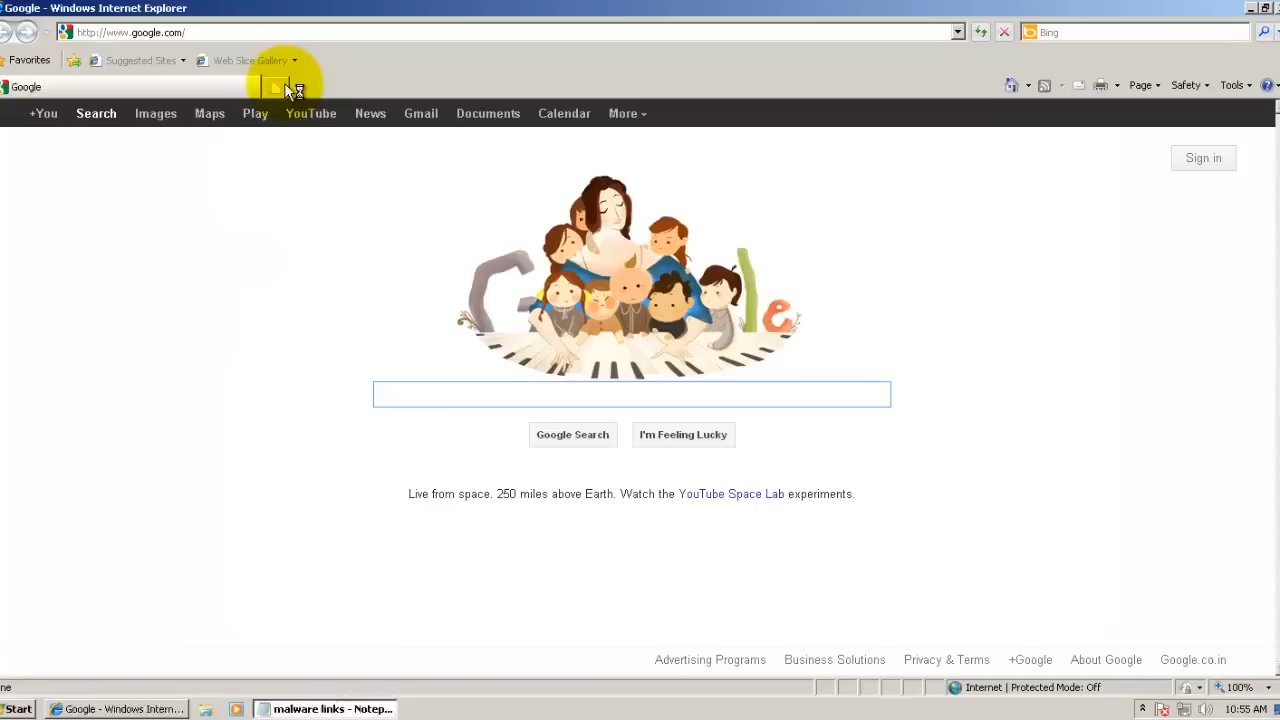 Google - Windows Internet Explorer
http://www.google.com/
Bing
Favorites
Suggested Sites
Web Slice Gallery
Google
Page
Safety
Tools
+You Search Images Maps Play YouTube News Gmail Documents Calendar More
Sign in
G le
Google Search
I'm Feeling Lucky
Live from space. 250 miles above Earth. Watch the YouTube Space Lab experiments.
Advertising Programs Business Solutions Privacy & Terms +Google About Google Google.co.in
ne
Internet | Protected Mode: Off
100%
Start
Google - Windows Intern...
malware links - Notep...
10:55 AM